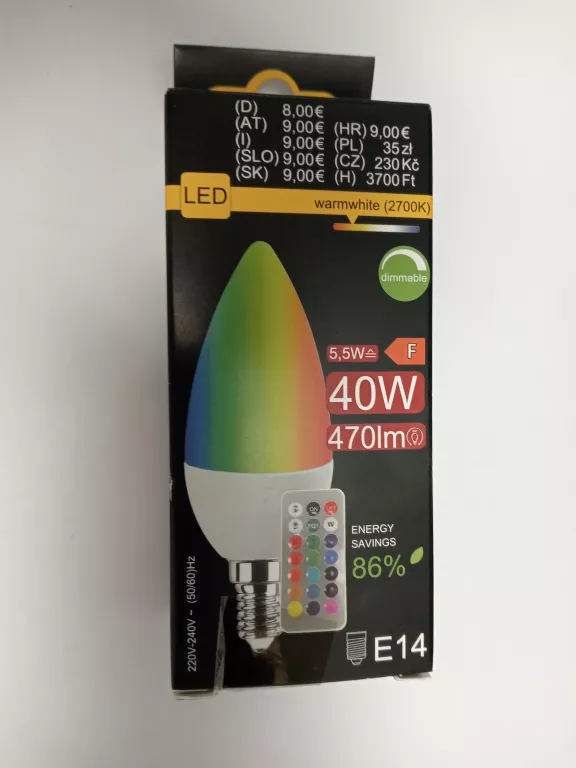 (D) 8,00€
(AT) 9,00€ (HR) 9,00€
(I) 9,00€ (PL) 35 zł
(SLO) 9,00€ (CZ) 230 Kč
(SK) 9,00€ (H) 3700 Ft
LED
warmwhite (2700K)
dimmable
5,5W≙
F
40W
470lm
ON
W
ENERGY
SAVINGS
86%
220V-240V ~ (50/60)Hz
E14